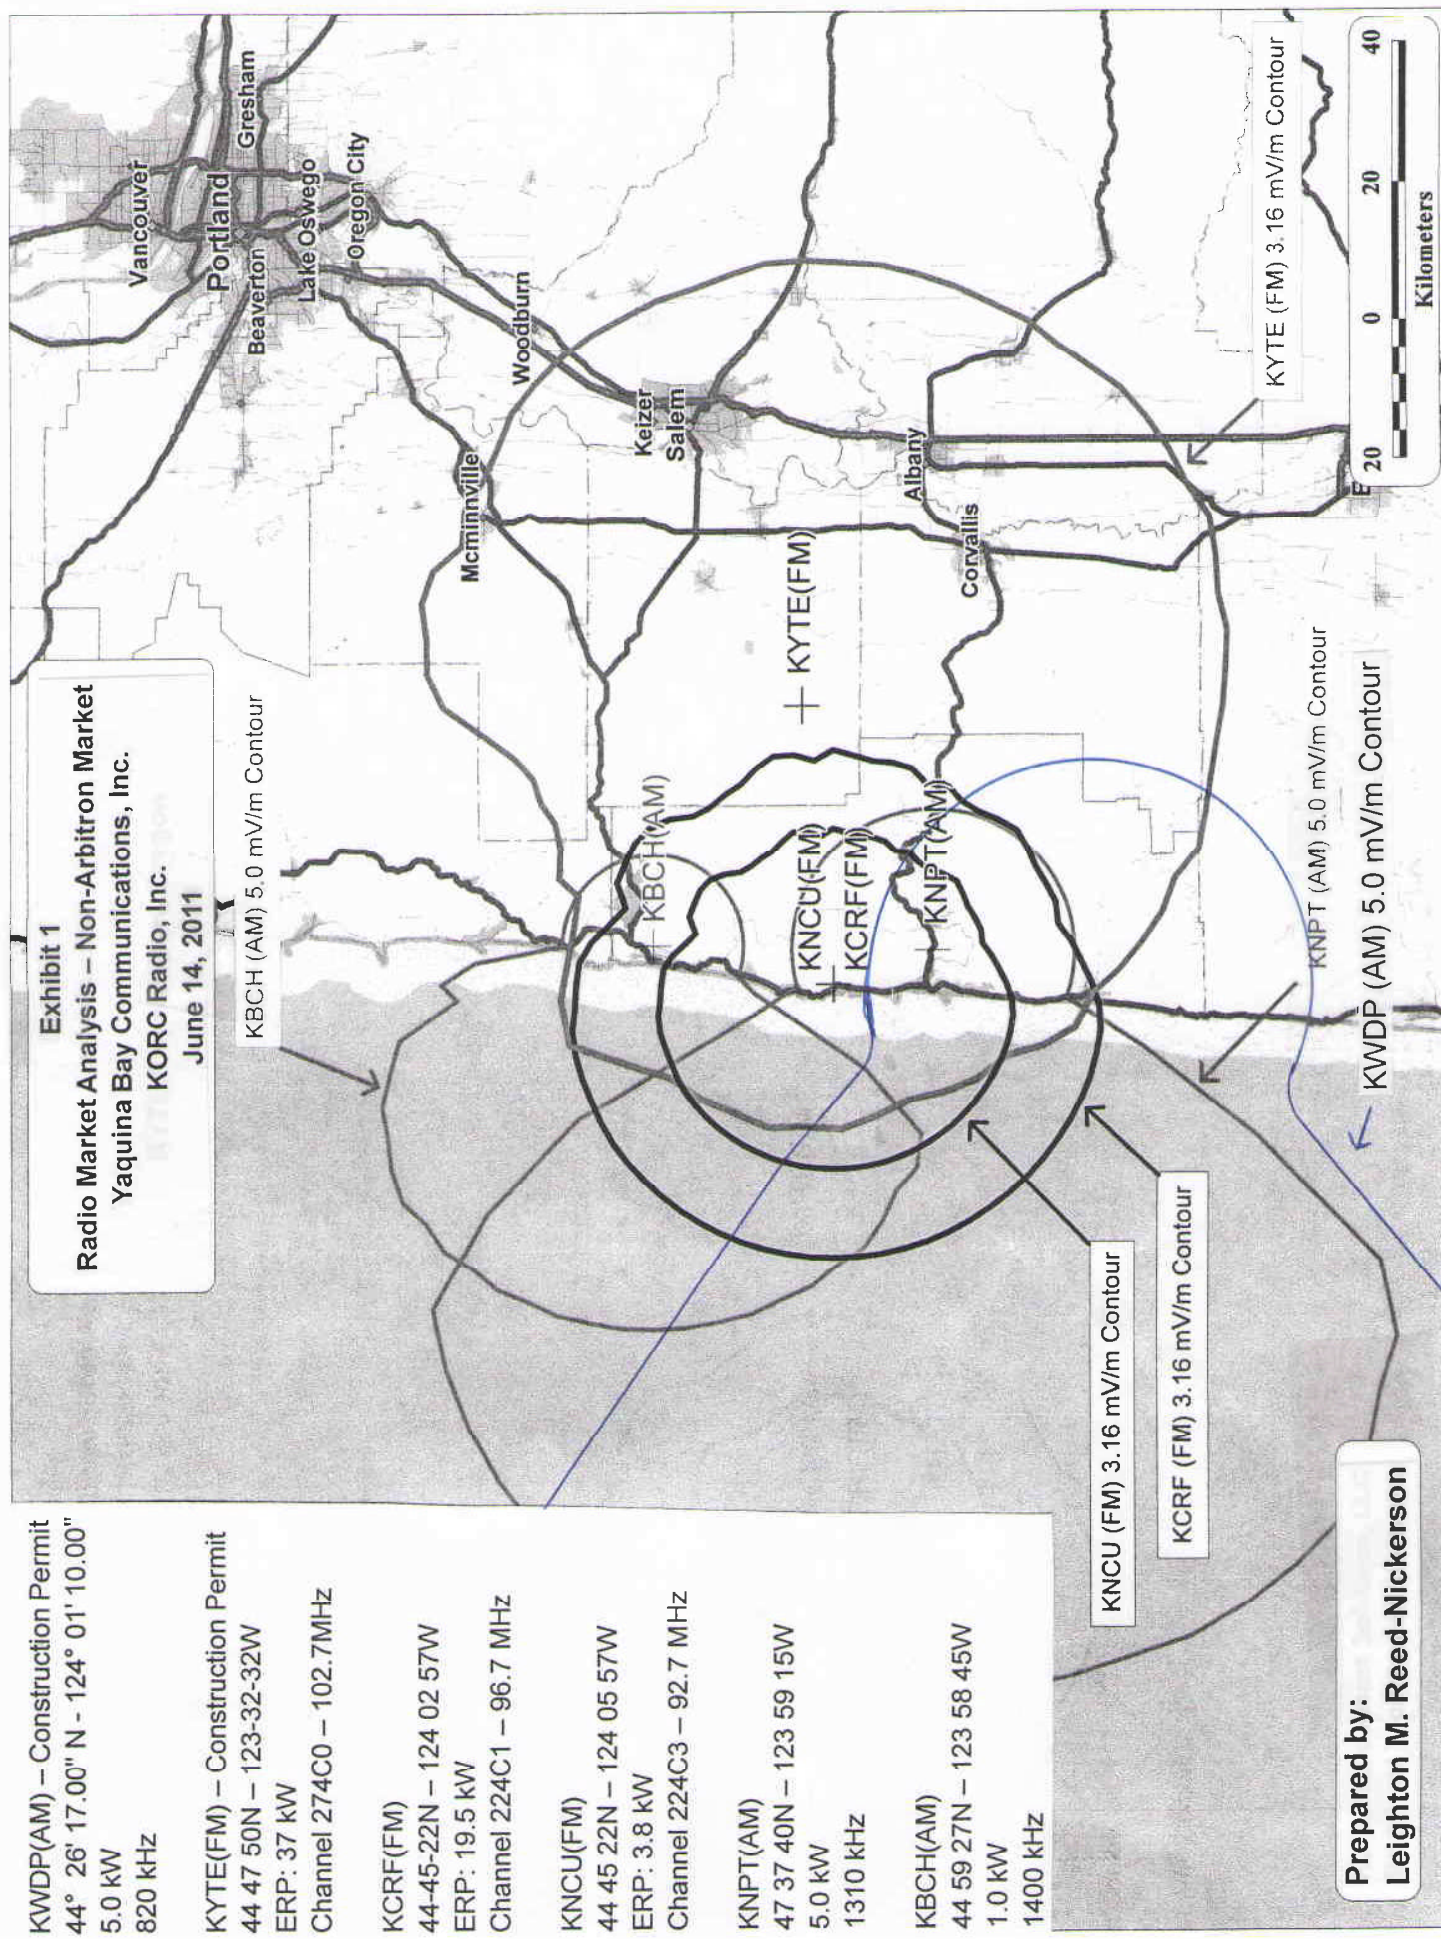 Exhibit 1
Radio Market Analysis – Non-Arbitron Market
Yaquina Bay Communications, Inc.
KORC Radio, Inc.
June 14, 2011
KWDP(AM) – Construction Permit
44° 26' 17.00" N - 124° 01' 10.00"
5.0 kW
820 kHz
KYTE(FM) – Construction Permit
44 47 50N – 123-32-32W
ERP: 37 kW
Channel 274C0 – 102.7MHz
KCRF(FM)
44-45-22N – 124 02 57W
ERP: 19.5 kW
Channel 224C1 – 96.7 MHz
KNCU(FM)
44 45 22N – 124 05 57W
ERP: 3.8 kW
Channel 224C3 – 92.7 MHz
KNPT(AM)
47 37 40N – 123 59 15W
5.0 kW
1310 kHz
KBCH(AM)
44 59 27N – 123 58 45W
1.0 kW
1400 kHz
KBCH (AM) 5.0 mV/m Contour
Vancouver
Portland
Gresham
Beaverton
Lake Oswego
Oregon City
Woodburn
Mcminnville
Keizer
Salem
KBCH(AM)
KYTE(FM)
KNCU(FM)
KCRF(FM)
KNPT(AM)
Albany
Corvallis
E
KNCU (FM) 3.16 mV/m Contour
KCRF (FM) 3.16 mV/m Contour
KYTE (FM) 3.16 mV/m Contour
KNPT (AM) 5.0 mV/m Contour
KWDP (AM) 5.0 mV/m Contour
20 0 20 40
Kilometers
Prepared by:
Leighton M. Reed-Nickerson